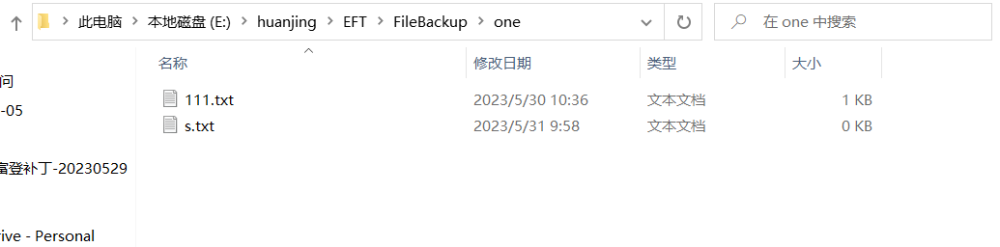 此电脑 > 本地磁盘 (E:) > huanjing > EFT > FileBackup > one
在 one 中搜索
名称 修改日期 类型 大小
问
-05
111.txt 2023/5/30 10:36 文本文档 1 KB
s.txt 2023/5/31 9:58 文本文档 0 KB
富登补丁-20230529
rive - Personal